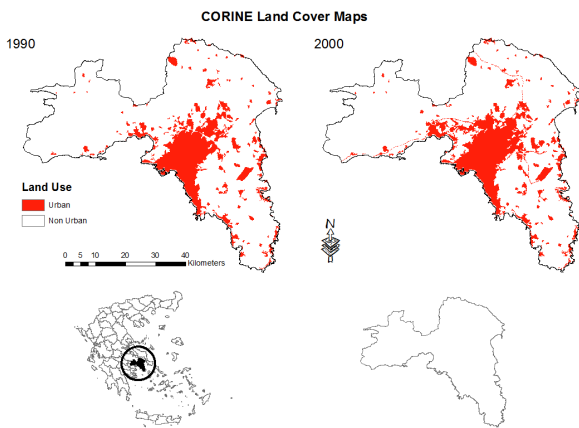 CORINE Land Cover Maps
1990
2000
Land Use
Urban
Non Urban
N
0 5 10 20 30 40
Kilometers